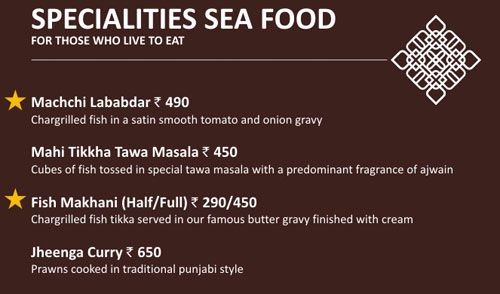 SPECIALITIES SEA FOOD
FOR THOSE WHO LIVE TO EAT
Machchi Lababdar ₹ 490
Chargrilled fish in a satin smooth tomato and onion gravy
Mahi Tikkha Tawa Masala ₹ 450
Cubes of fish tossed in special tawa masala with a predominant fragrance of ajwain
Fish Makhani (Half/Full) ₹ 290/450
Chargrilled fish tikka served in our famous butter gravy finished with cream
Jheenga Curry ₹ 650
Prawns cooked in traditional punjabi style